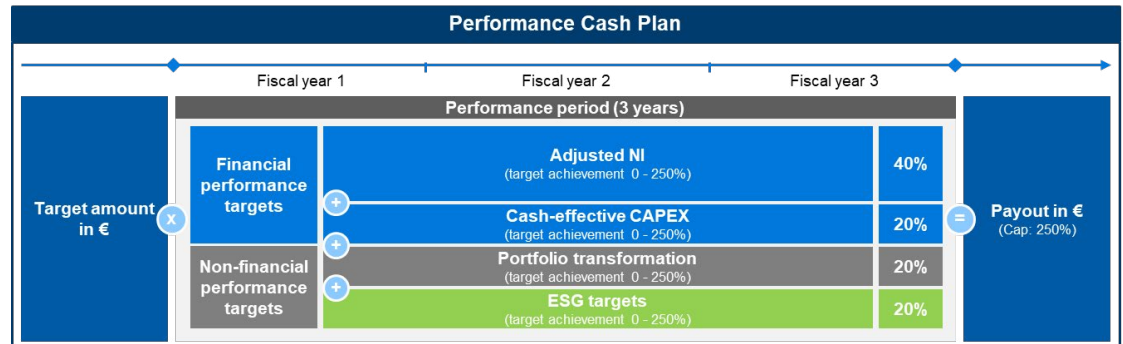 Performance Cash Plan
Fiscal year 1
Fiscal year 2
Fiscal year 3
Performance period (3 years)
Target amount
in €
x
Financial
performance
targets
Adjusted NI
(target achievement 0 - 250%)
40%
+
Cash-effective CAPEX
(target achievement 0 - 250%)
20%
+
Non-financial
performance
targets
Portfolio transformation
(target achievement 0 - 250%)
20%
+
ESG targets
(target achievement 0 - 250%)
20%
=
Payout in €
(Cap: 250%)